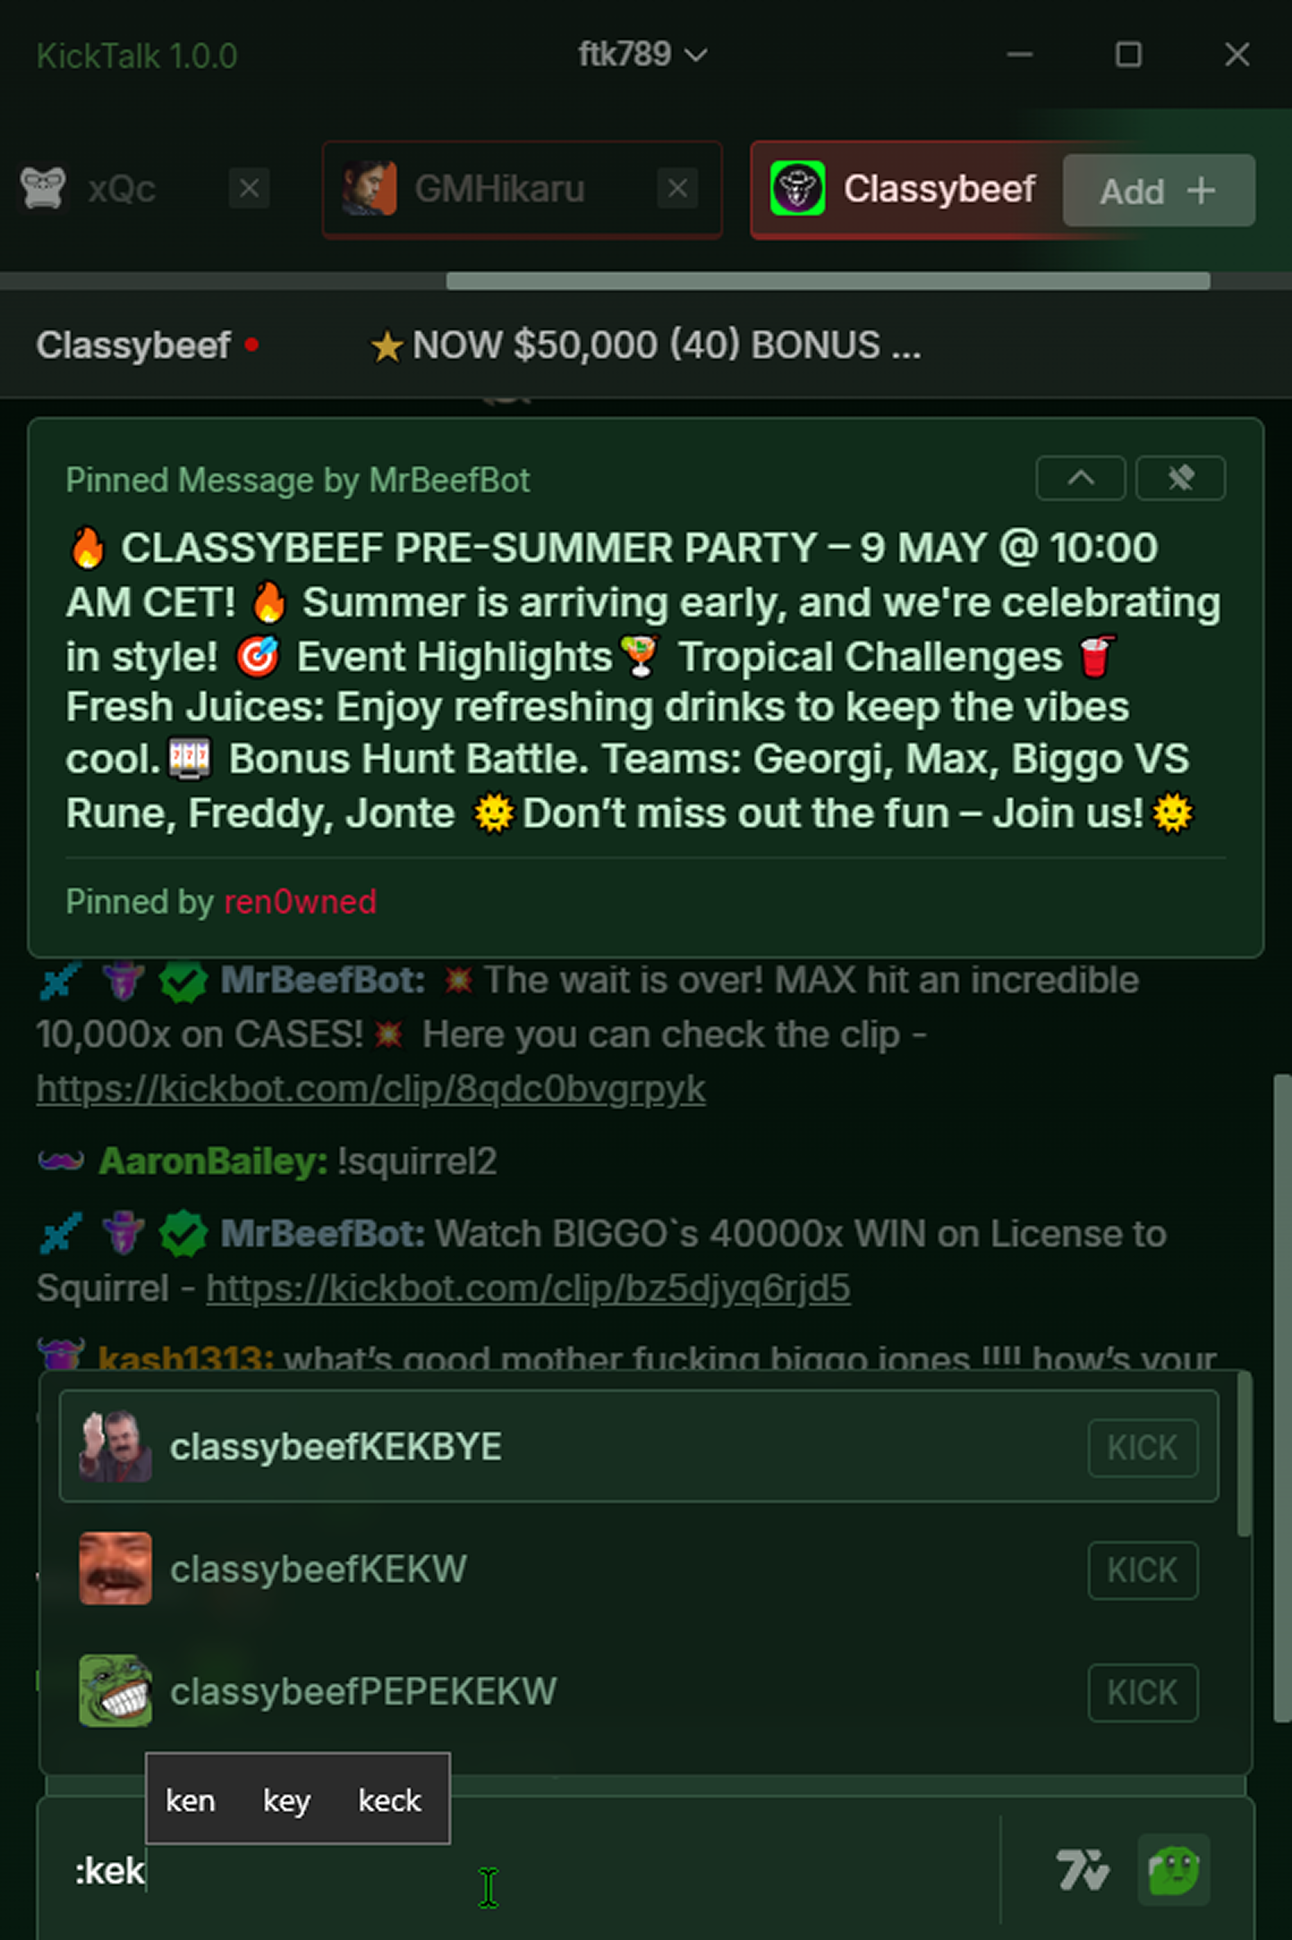 KickTalk 1.0.0
ftk789
xQc
GMHikaru
Classybeef
Add +
Classybeef
⭐NOW $50,000 (40) BONUS ...
Pinned Message by MrBeefBot
🔥 CLASSYBEEF PRE-SUMMER PARTY – 9 MAY @ 10:00
AM CET! 🔥 Summer is arriving early, and we're celebrating
in style! 🎯 Event Highlights🍹 Tropical Challenges 🥤
Fresh Juices: Enjoy refreshing drinks to keep the vibes
cool.🎰 Bonus Hunt Battle. Teams: Georgi, Max, Biggo VS
Rune, Freddy, Jonte 🌞Don’t miss out the fun – Join us!🌞
Pinned by ren0wned
MrBeefBot: 💥 The wait is over! MAX hit an incredible
10,000x on CASES!💥 Here you can check the clip -
https://kickbot.com/clip/8qdc0bvgrpyk
AaronBailey: !squirrel2
MrBeefBot: Watch BIGGO`s 40000x WIN on License to
Squirrel - https://kickbot.com/clip/bz5djyq6rjd5
kash1313: what’s good mother fucking biggo jones !!!! how’s your
classybeefKEKBYE
KICK
classybeefKEKW
KICK
classybeefPEPEKEKW
KICK
ken key keck
:kek
7V